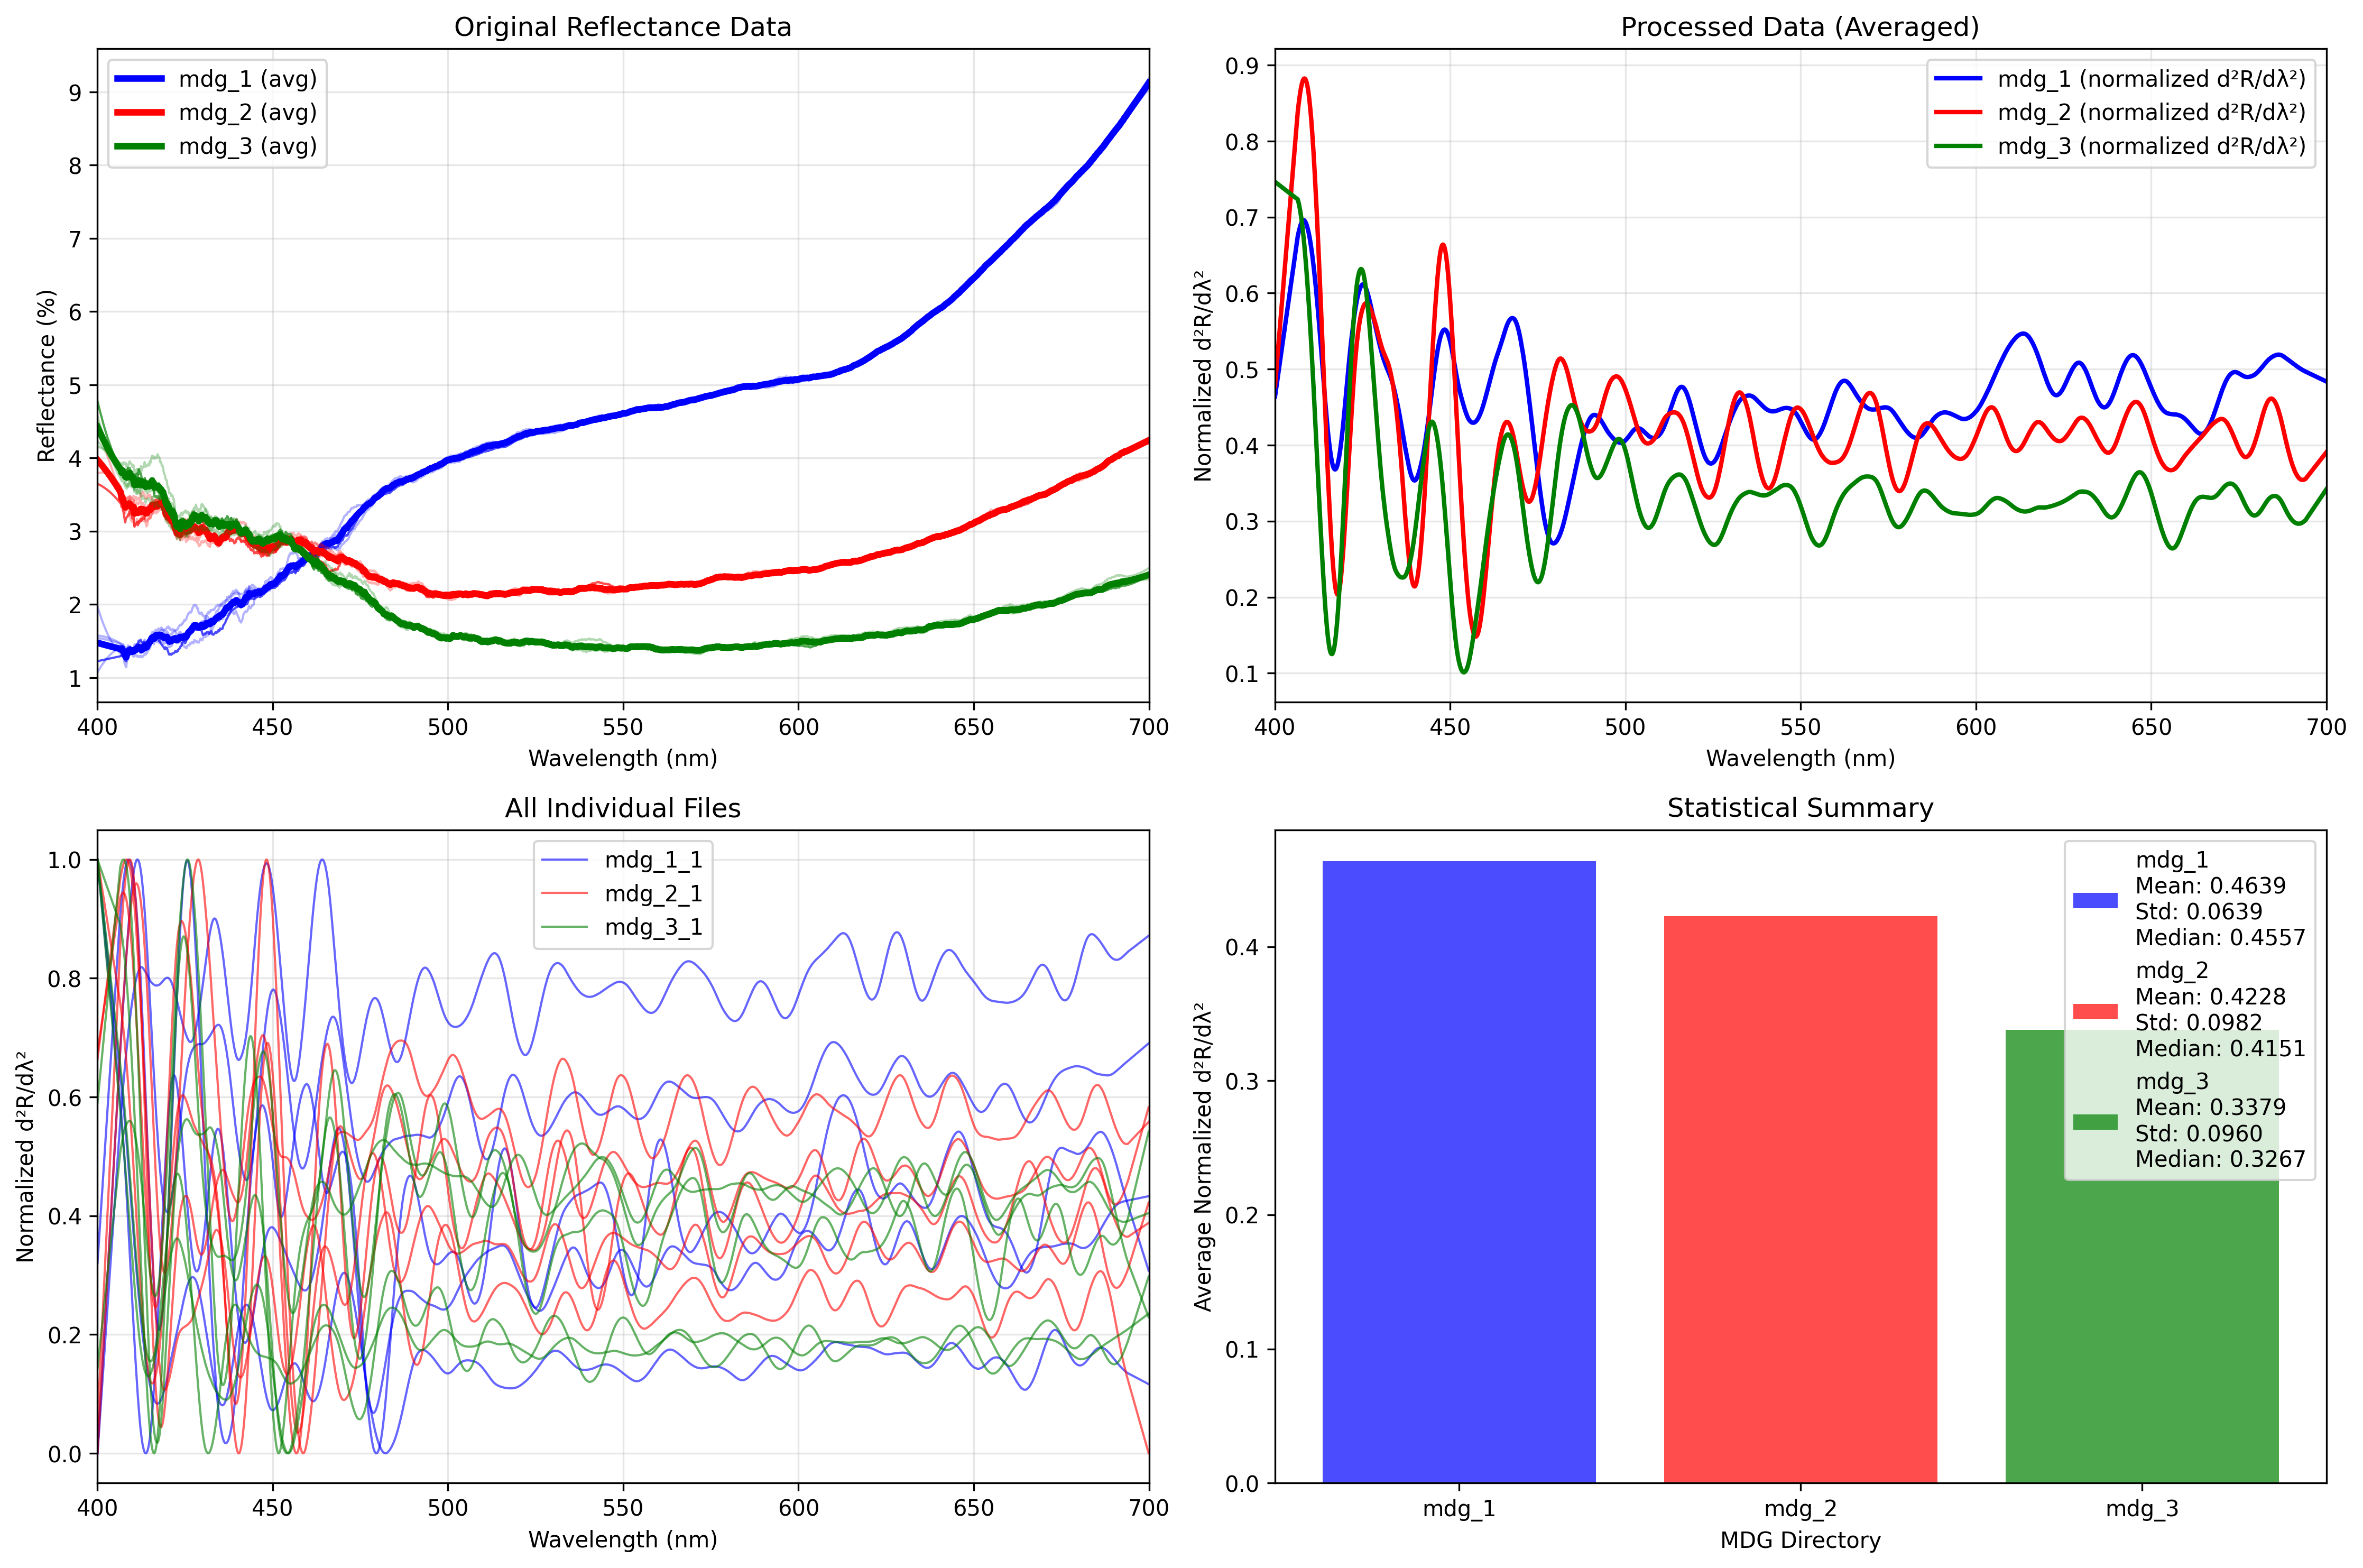 Original Reflectance Data
mdg_1 (avg)
mdg_2 (avg)
mdg_3 (avg)
Reflectance (%)
9
8
7
6
5
4
3
2
1
400 450 500 550 600 650 700
Wavelength (nm)
Processed Data (Averaged)
mdg_1 (normalized d²R/dλ²)
mdg_2 (normalized d²R/dλ²)
mdg_3 (normalized d²R/dλ²)
Normalized d²R/dλ²
0.9
0.8
0.7
0.6
0.5
0.4
0.3
0.2
0.1
400 450 500 550 600 650 700
Wavelength (nm)
All Individual Files
mdg_1_1
mdg_2_1
mdg_3_1
Normalized d²R/dλ²
1.0
0.8
0.6
0.4
0.2
0.0
400 450 500 550 600 650 700
Wavelength (nm)
Statistical Summary
mdg_1
Mean: 0.4639
Std: 0.0639
Median: 0.4557
mdg_2
Mean: 0.4228
Std: 0.0982
Median: 0.4151
mdg_3
Mean: 0.3379
Std: 0.0960
Median: 0.3267
Average Normalized d²R/dλ²
0.4
0.3
0.2
0.1
0.0
mdg_1 mdg_2 mdg_3
MDG Directory